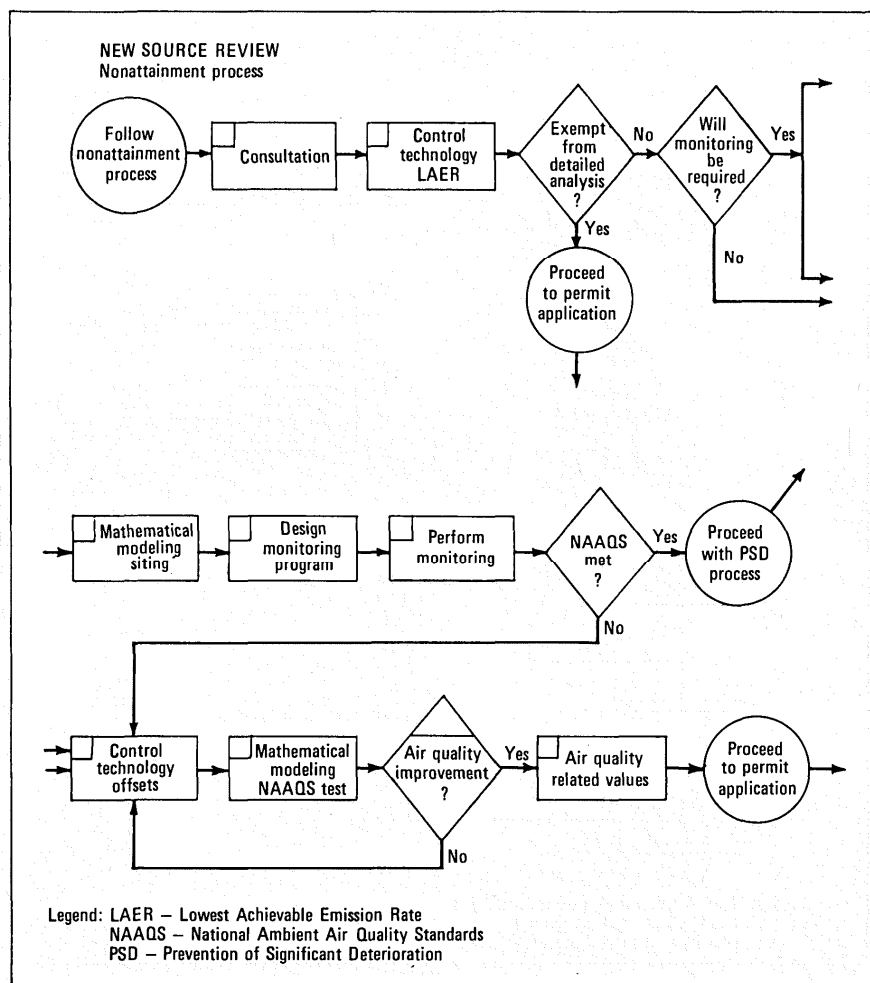 NEW SOURCE REVIEW
Nonattainment process
Follow
nonattainment
process
Consultation
Control
technology
LAER
Exempt
from
detailed
analysis
?
No
Will
monitoring
be
required
?
Yes
Yes
No
Proceed
to permit
application
Mathematical
modeling
siting
Design
monitoring
program
Perform
monitoring
NAAQS
met
?
Yes
Proceed
with PSD
process
No
Control
technology
offsets
Mathematical
modeling
NAAQS test
Air quality
improvement
?
Yes
Air quality
related values
Proceed
to permit
application
No
Legend: LAER – Lowest Achievable Emission Rate
NAAQS – National Ambient Air Quality Standards
PSD – Prevention of Significant Deterioration